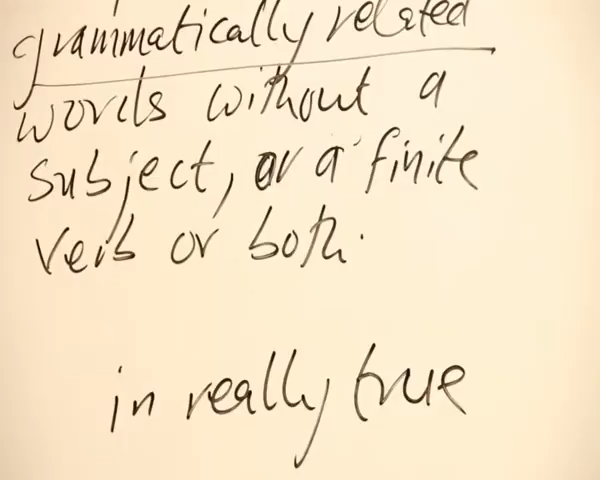 grammatically related
words without a
subject, or a finite
verb or both.
in really true